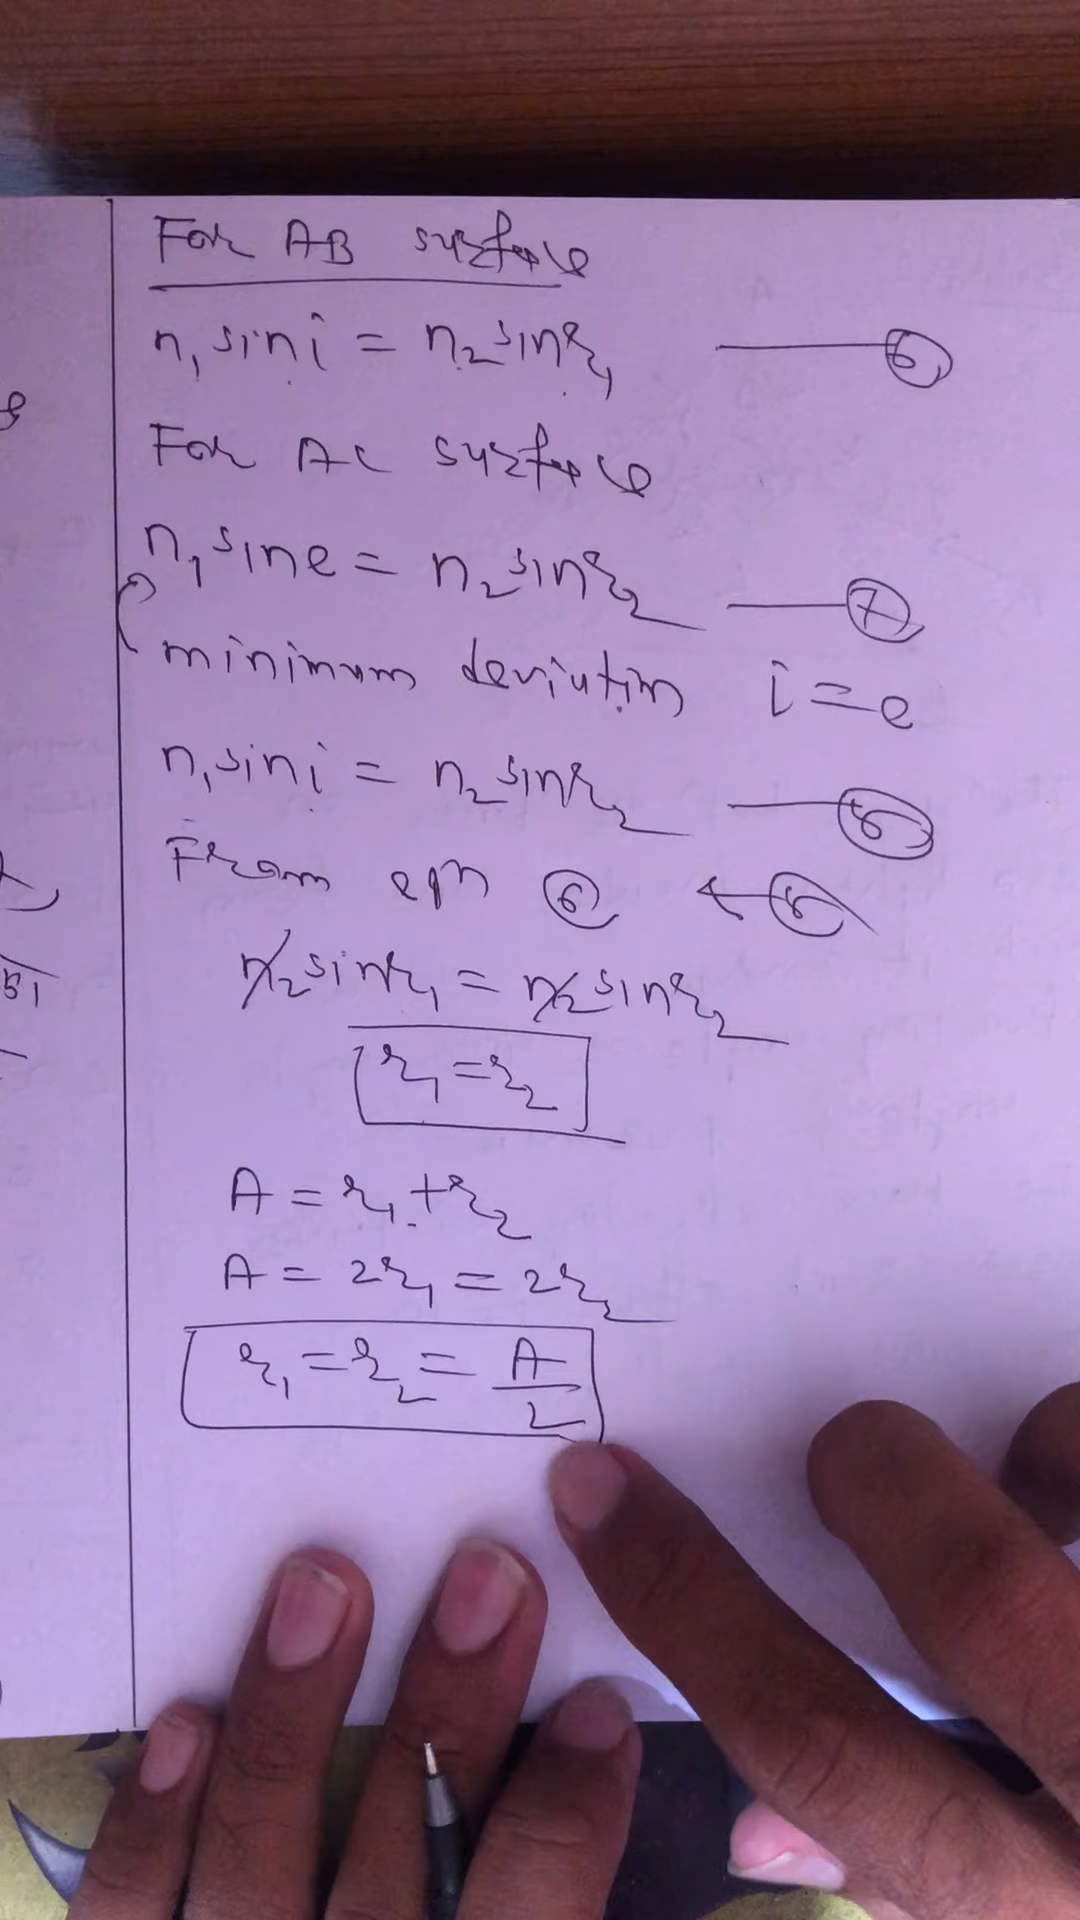 For AB surface
n₁ sin i = n₂ sin r₁ —— ⑥
For AC surface
n₁ sin e = n₂ sin r₂ —— ⑦
minimum deviation i = e
n₁ sin i = n₂ sin r₂ —— ⑧
From eqn ⑥ ← ⑧
n₂ sin r₁ = n₂ sin r₂
r₁ = r₂
A = r₁ + r₂
A = 2r₁ = 2r₂
r₁ = r₂ = A/2